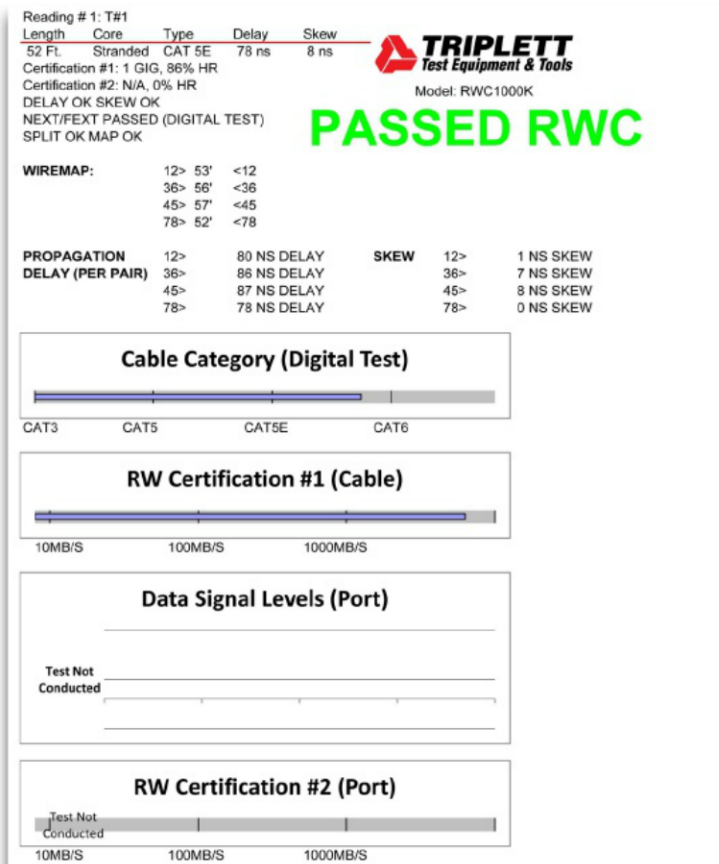 Reading # 1: T#1
Length Core Type Delay Skew
52 Ft. Stranded CAT 5E 78 ns 8 ns
Certification #1: 1 GIG, 86% HR
Certification #2: N/A, 0% HR
DELAY OK SKEW OK
NEXT/FEXT PASSED (DIGITAL TEST)
SPLIT OK MAP OK
TRIPLETT
Test Equipment & Tools
Model: RWC1000K
PASSED RWC
WIREMAP: 12> 53' <12
36> 56' <36
45> 57' <45
78> 52' <78
PROPAGATION 12> 80 NS DELAY SKEW 12> 1 NS SKEW
DELAY (PER PAIR) 36> 86 NS DELAY 36> 7 NS SKEW
45> 87 NS DELAY 45> 8 NS SKEW
78> 78 NS DELAY 78> 0 NS SKEW
Cable Category (Digital Test)
CAT3 CAT5 CAT5E CAT6
RW Certification #1 (Cable)
10MB/S 100MB/S 1000MB/S
Data Signal Levels (Port)
Test Not
Conducted
RW Certification #2 (Port)
Test Not
Conducted
10MB/S 100MB/S 1000MB/S